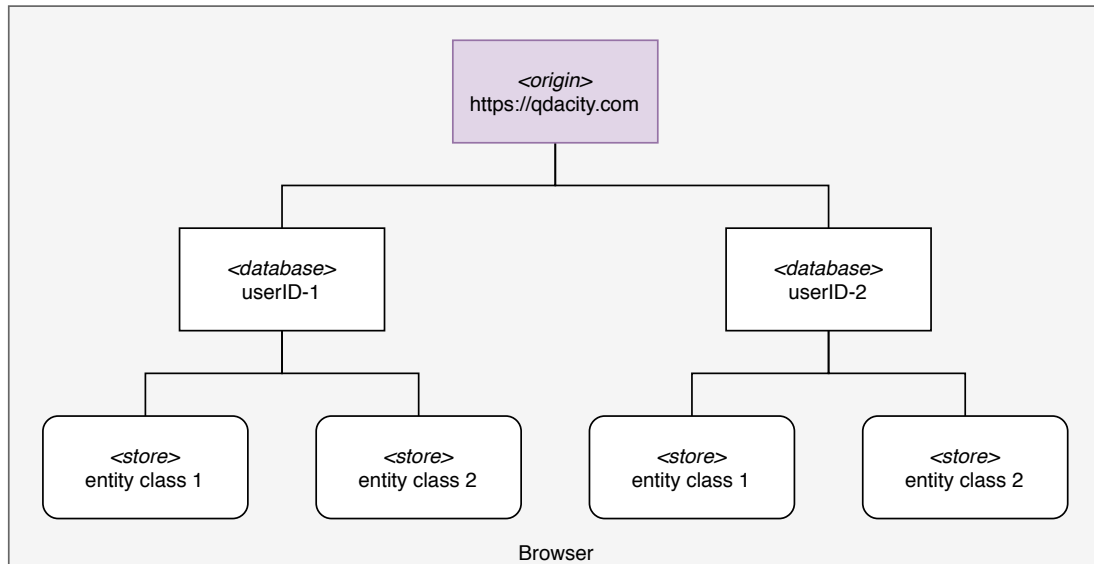 <origin>
https://qdacity.com
<database>
userID-1
<database>
userID-2
<store>
entity class 1
<store>
entity class 2
<store>
entity class 1
<store>
entity class 2
Browser